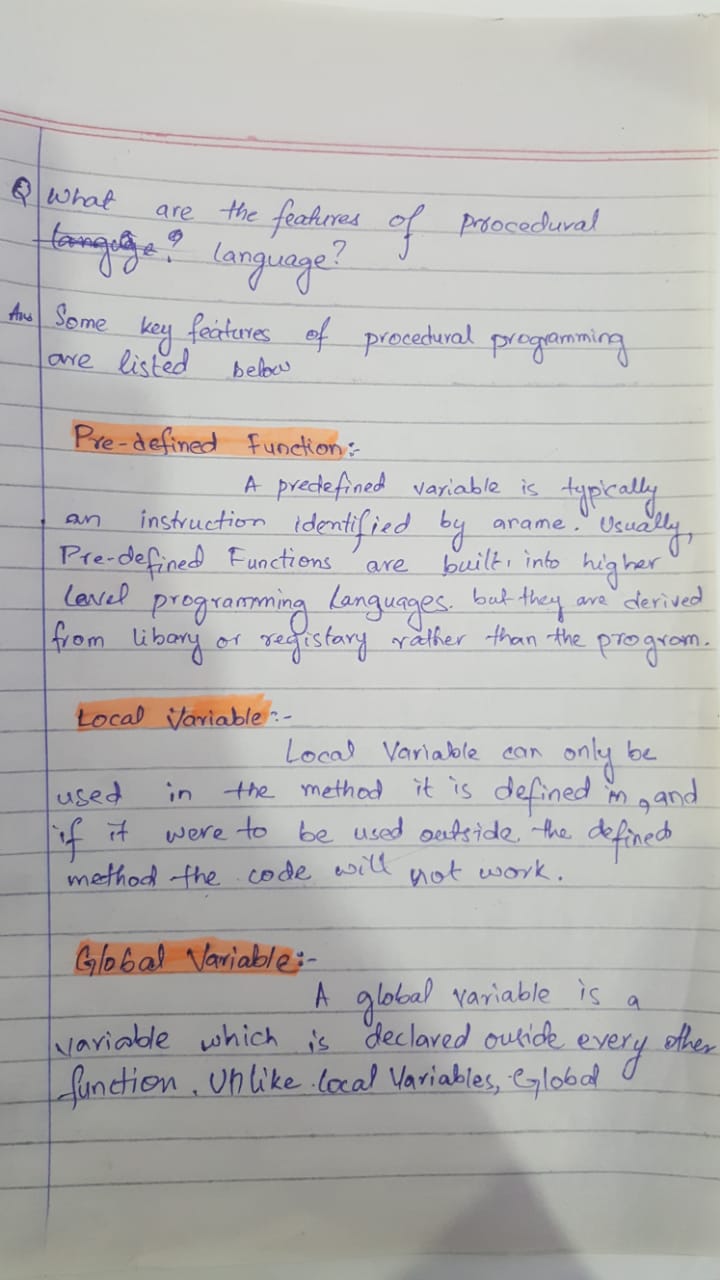 Q What are the features of procedural
langage? language?
Ans Some key features of procedural programming
are listed below
Pre-defined Function:-
A predefined variable is typically
an instruction identified by aname. Usually,
Pre-defined Functions are built, into higher
Level programming Languages. but they are derived
from libary or registary rather than the program.
Local Variable:-
Local Variable can only be
used in the method it is defined in, and
if it were to be used outside, the defined
method the code will not work.
Global Variable:-
A global variable is a
variable which is declared ouside every other
function. Unlike local Variables, Global